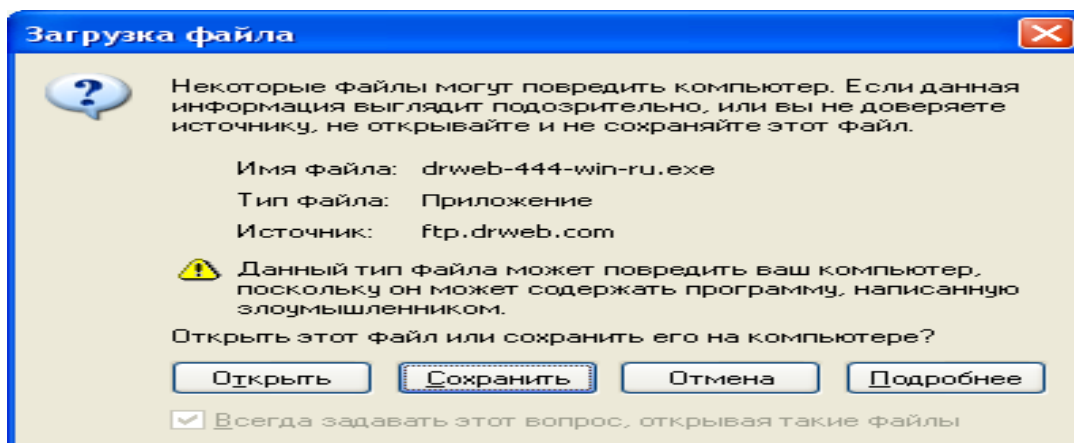 Загрузка файла
Некоторые файлы могут повредить компьютер. Если данная
информация выглядит подозрительно, или вы не доверяете
источнику, не открывайте и не сохраняйте этот файл.
Имя файла: drweb-444-win-ru.exe
Тип файла: Приложение
Источник: ftp.drweb.com
Данный тип файла может повредить ваш компьютер,
поскольку он может содержать программу, написанную
злоумышленником.
Открыть этот файл или сохранить его на компьютере?
Открыть Сохранить Отмена Подробнее
Всегда задавать этот вопрос, открывая такие файлы